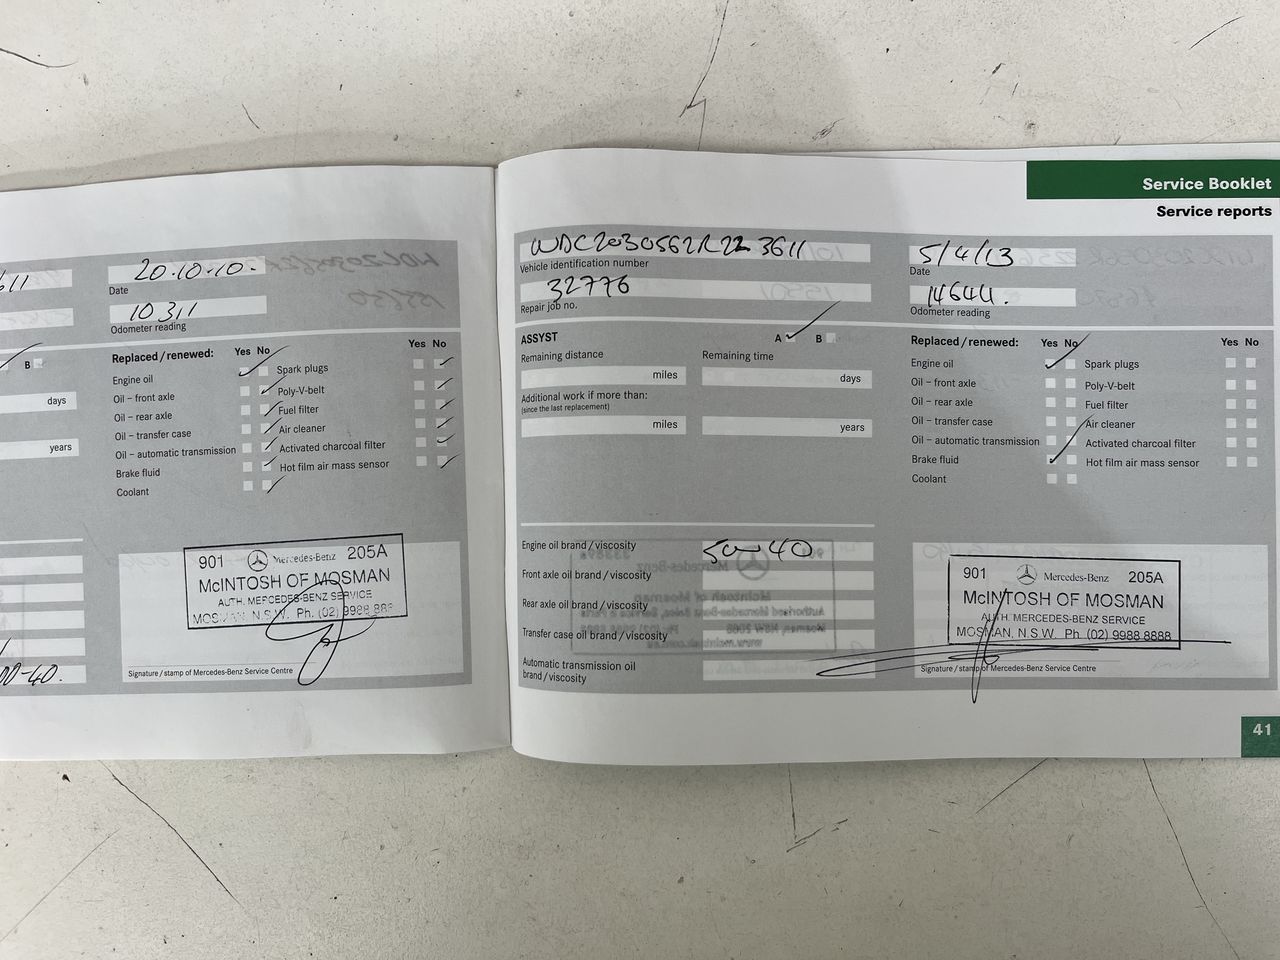 Service Booklet
Service reports
20.10.10.
Date
10311
Odometer reading
B
days
years
Replaced / renewed:
Yes No
Yes No
Engine oil
Oil – front axle
Oil – rear axle
Oil – transfer case
Oil – automatic transmission
Brake fluid
Coolant
Spark plugs
Poly-V-belt
Fuel filter
Air cleaner
Activated charcoal filter
Hot film air mass sensor
901 Mercedes-Benz 205A
McINTOSH OF MOSMAN
AUTH. MERCEDES-BENZ SERVICE
MOSMAN N.S.W. Ph. (02) 9988 888
Signature / stamp of Mercedes-Benz Service Centre
WDC2030562R223611
Vehicle identification number
32776
Repair job no.
5/4/13
Date
14644.
Odometer reading
ASSYST
A
B
Remaining distance
Remaining time
miles
days
Additional work if more than:
(since the last replacement)
miles
years
Replaced / renewed:
Yes No
Yes No
Engine oil
Oil – front axle
Oil – rear axle
Oil – transfer case
Oil – automatic transmission
Brake fluid
Coolant
Spark plugs
Poly-V-belt
Fuel filter
Air cleaner
Activated charcoal filter
Hot film air mass sensor
Engine oil brand / viscosity
5w-40
Front axle oil brand / viscosity
Rear axle oil brand / viscosity
Transfer case oil brand / viscosity
Automatic transmission oil
brand / viscosity
901 Mercedes-Benz 205A
McINTOSH OF MOSMAN
AUTH. MERCEDES-BENZ SERVICE
MOSMAN, N.S.W. Ph. (02) 9988 8888
Signature / stamp of Mercedes-Benz Service Centre
41